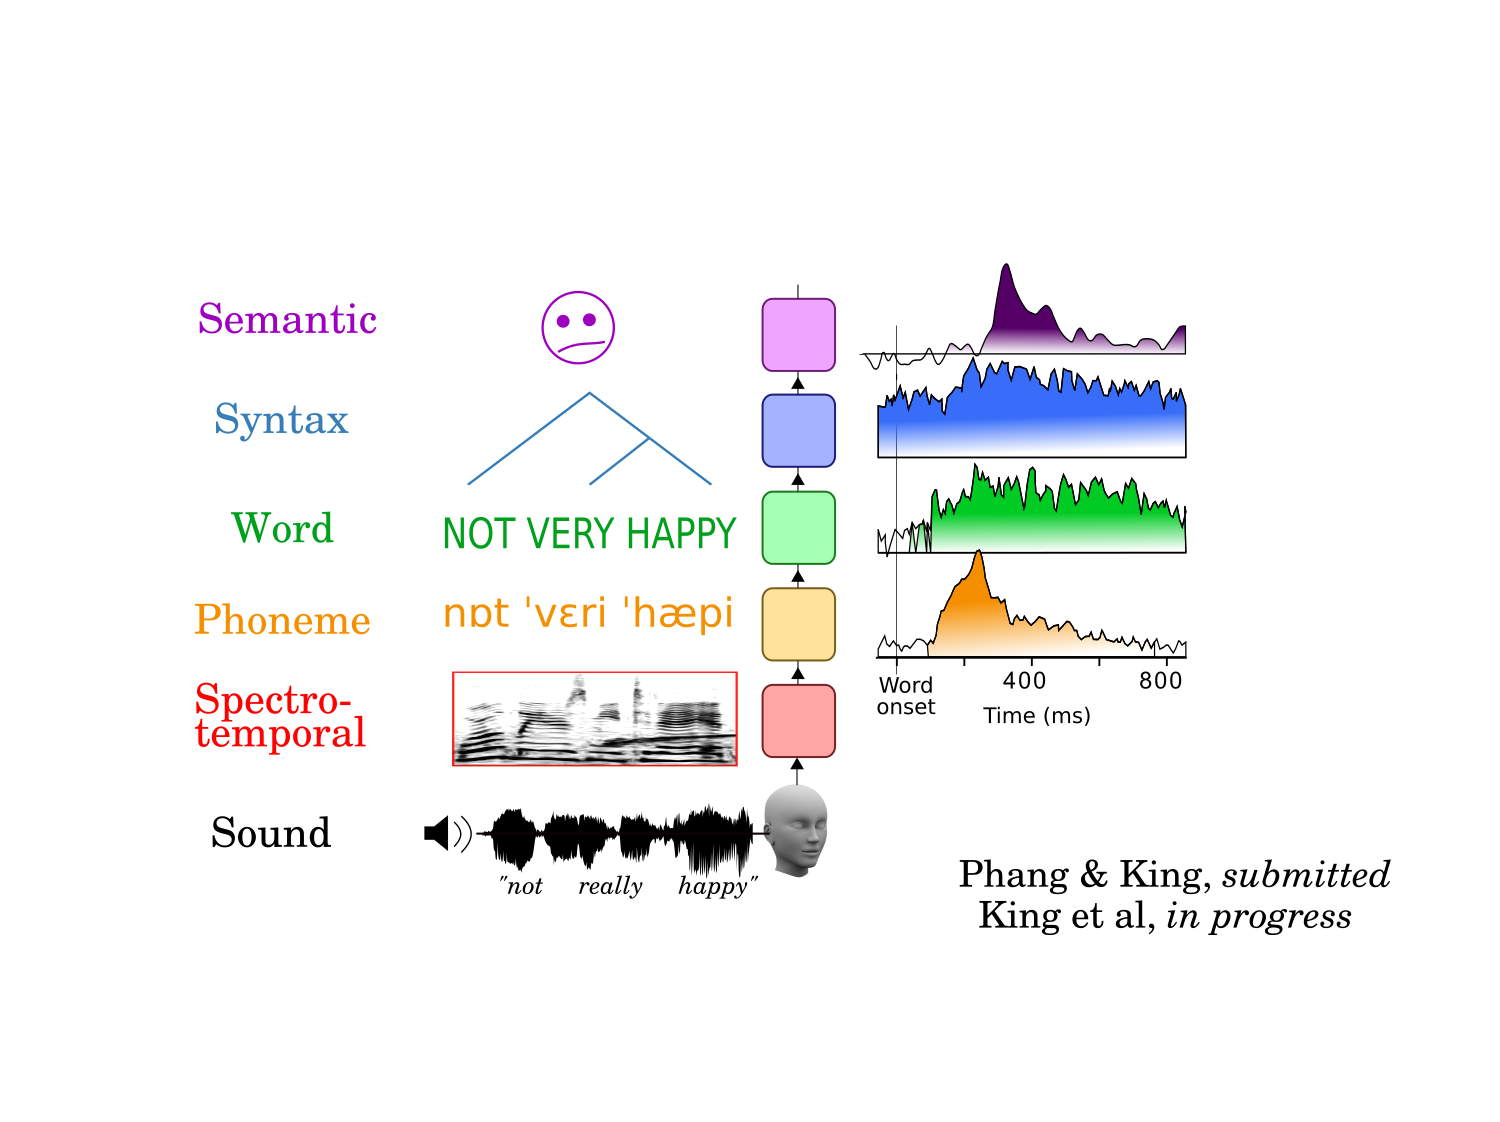 Semantic
Syntax
Word
NOT VERY HAPPY
Phoneme
nɒt ˈvɛri ˈhæpi
Spectro-
temporal
Sound
"not really happy"
Word
onset
400
800
Time (ms)
Phang & King, submitted
King et al, in progress